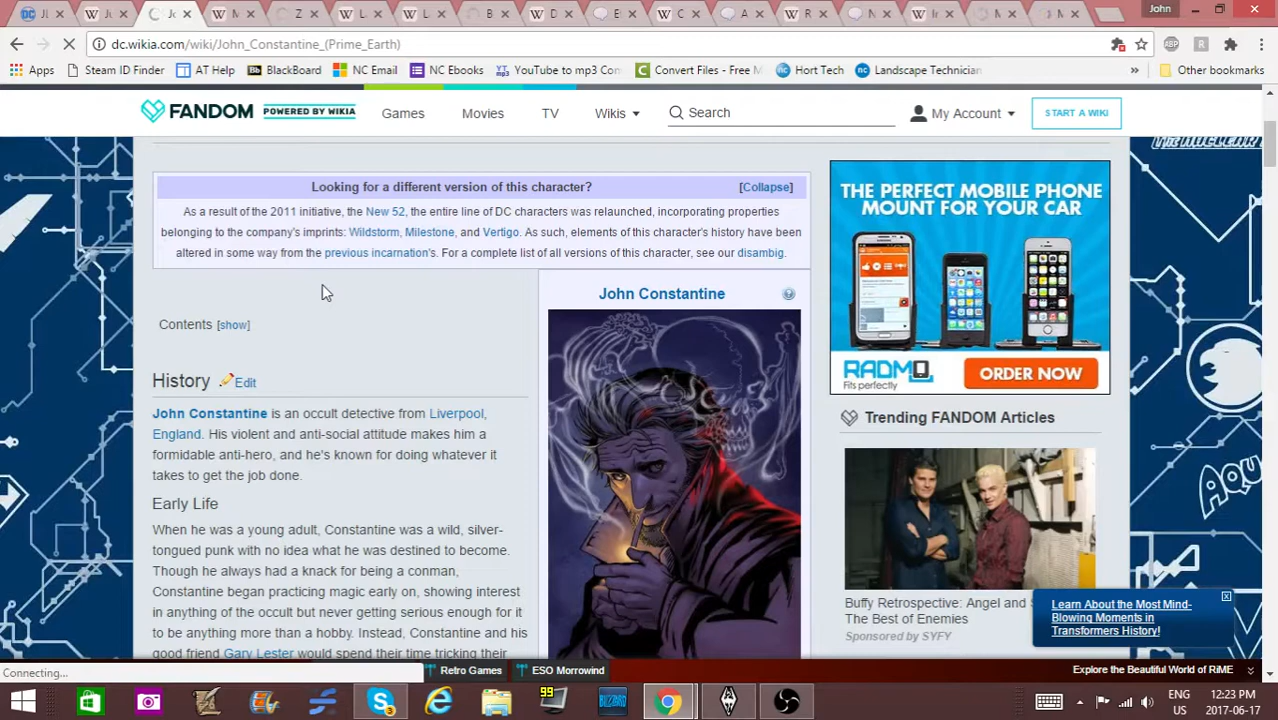 John
dc.wikia.com/wiki/John_Constantine_(Prime_Earth)
ABP
Apps Steam ID Finder AT Help BlackBoard NC Email NC Ebooks YouTube to mp3 Con Convert Files - Free M Hort Tech Landscape Technician » Other bookmarks
FANDOM POWERED BY WIKIA Games Movies TV Wikis Search My Account START A WIKI
Looking for a different version of this character? [Collapse]
As a result of the 2011 initiative, the New 52, the entire line of DC characters was relaunched, incorporating properties
belonging to the company's imprints: Wildstorm, Milestone, and Vertigo. As such, elements of this character's history have been
altered in some way from the previous incarnation's. For a complete list of all versions of this character, see our disambig.
Contents [show]
History Edit
John Constantine is an occult detective from Liverpool,
England. His violent and anti-social attitude makes him a
formidable anti-hero, and he's known for doing whatever it
takes to get the job done.
Early Life
When he was a young adult, Constantine was a wild, silver-
tongued punk with no idea what he was destined to become.
Though he always had a knack for being a conman,
Constantine began practicing magic early on, showing interest
in anything of the occult but never getting serious enough for it
to be anything more than a hobby. Instead, Constantine and his
good friend Gary Lester would spend their time tricking their
John Constantine
THE PERFECT MOBILE PHONE
MOUNT FOR YOUR CAR
Fits perfectly
ORDER NOW
Trending FANDOM Articles
Buffy Retrospective: Angel and S
The Best of Enemies
Sponsored by SYFY
Learn About the Most Mind-
Blowing Moments in
Transformers History!
Connecting...
Retro Games ESO Morrowind Explore the Beautiful World of RiME
99
BLIZZARD
ENG
US
12:23 PM
2017-06-17